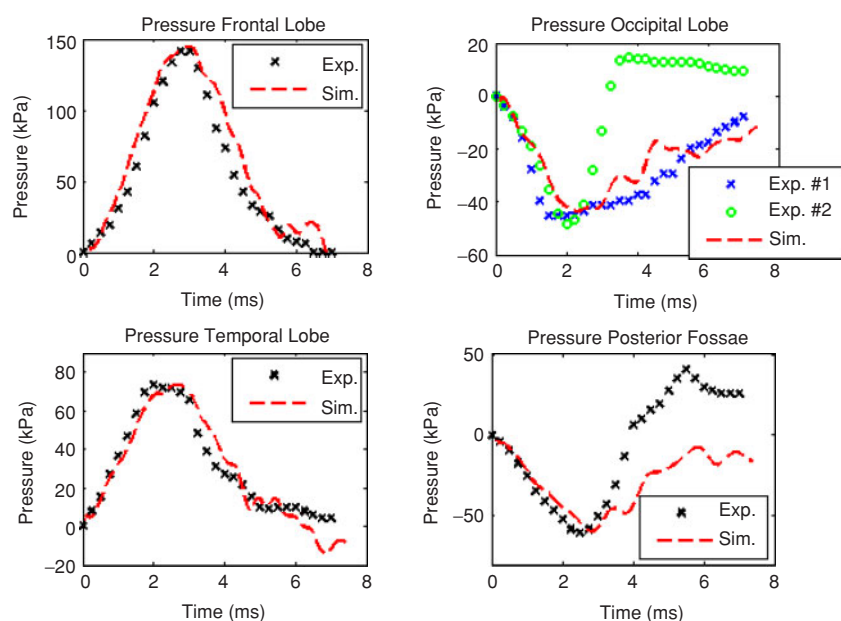 Pressure Frontal Lobe
150
100
50
0
Pressure (kPa)
Exp.
Sim.
0 2 4 6 8
Time (ms)
Pressure Occipital Lobe
20
0
−20
−40
−60
Pressure (kPa)
Exp. #1
Exp. #2
Sim.
0 2 4 6 8
Time (ms)
Pressure Temporal Lobe
80
60
40
20
0
−20
Pressure (kPa)
Exp.
Sim.
0 2 4 6 8
Time (ms)
Pressure Posterior Fossae
50
0
−50
Pressure (kPa)
Exp.
Sim.
0 2 4 6 8
Time (ms)